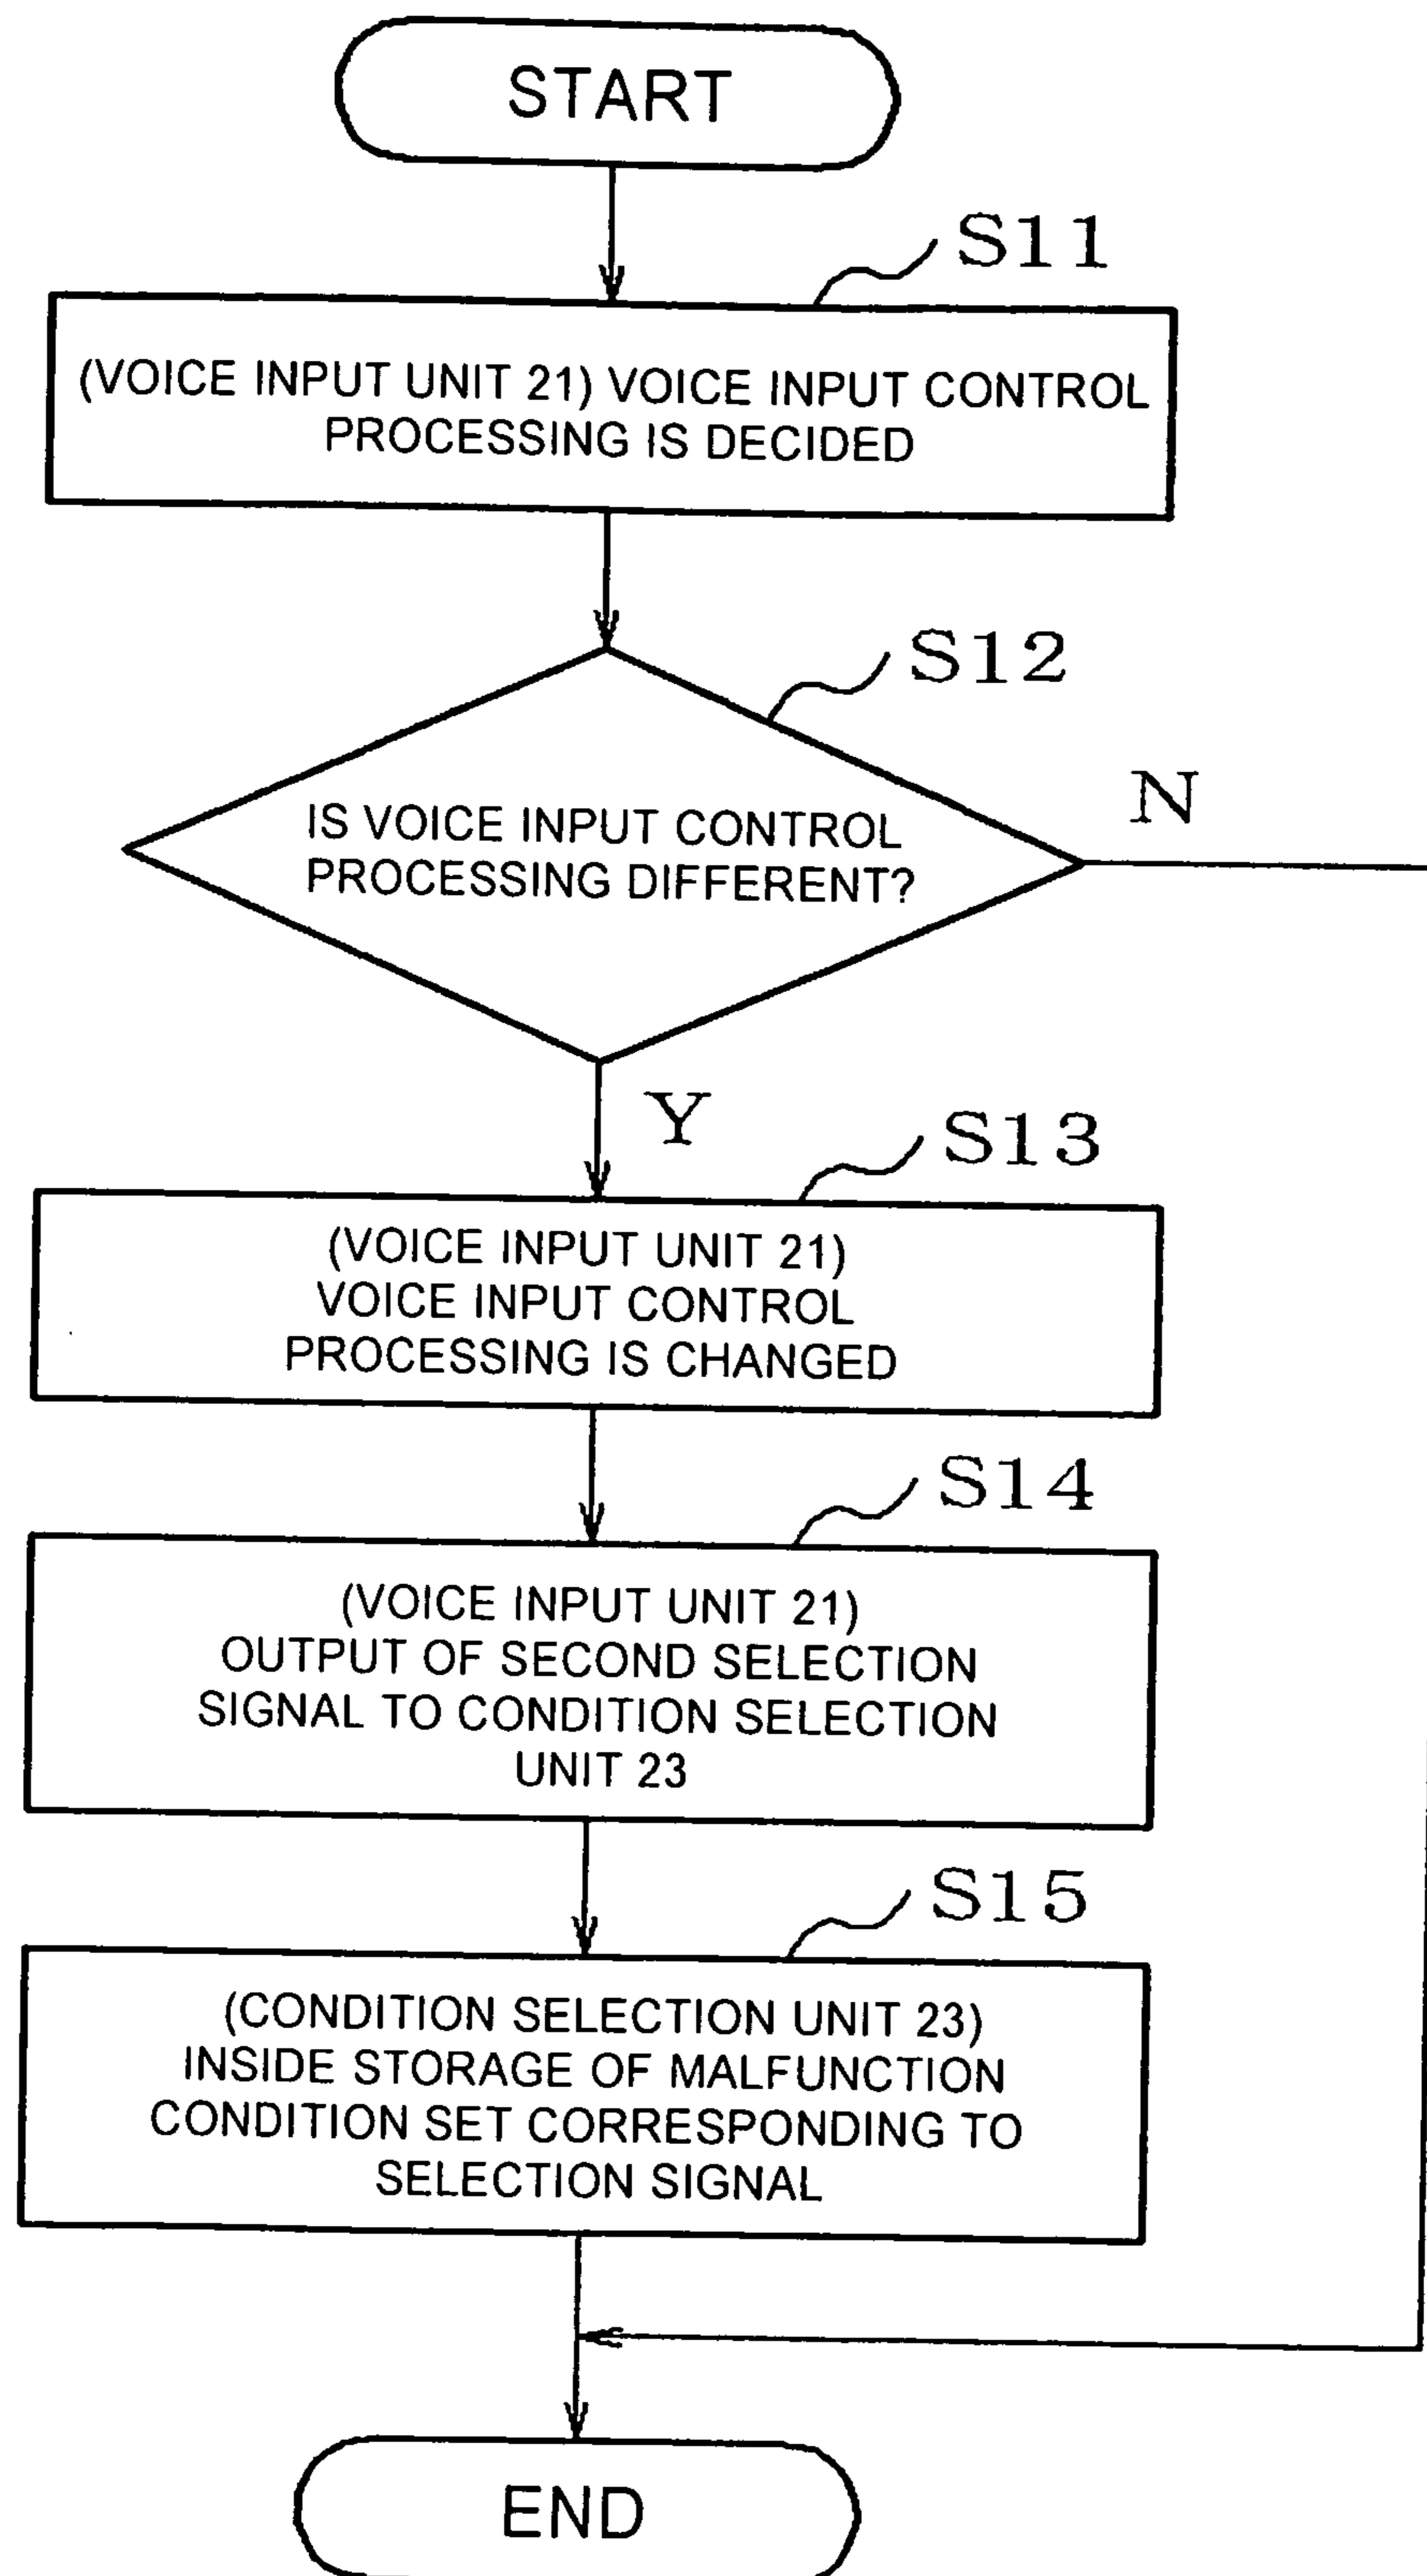 START
S11
(VOICE INPUT UNIT 21) VOICE INPUT CONTROL
PROCESSING IS DECIDED
S12
IS VOICE INPUT CONTROL
PROCESSING DIFFERENT?
N
Y
S13
(VOICE INPUT UNIT 21)
VOICE INPUT CONTROL
PROCESSING IS CHANGED
S14
(VOICE INPUT UNIT 21)
OUTPUT OF SECOND SELECTION
SIGNAL TO CONDITION SELECTION
UNIT 23
S15
(CONDITION SELECTION UNIT 23)
INSIDE STORAGE OF MALFUNCTION
CONDITION SET CORRESPONDING TO
SELECTION SIGNAL
END